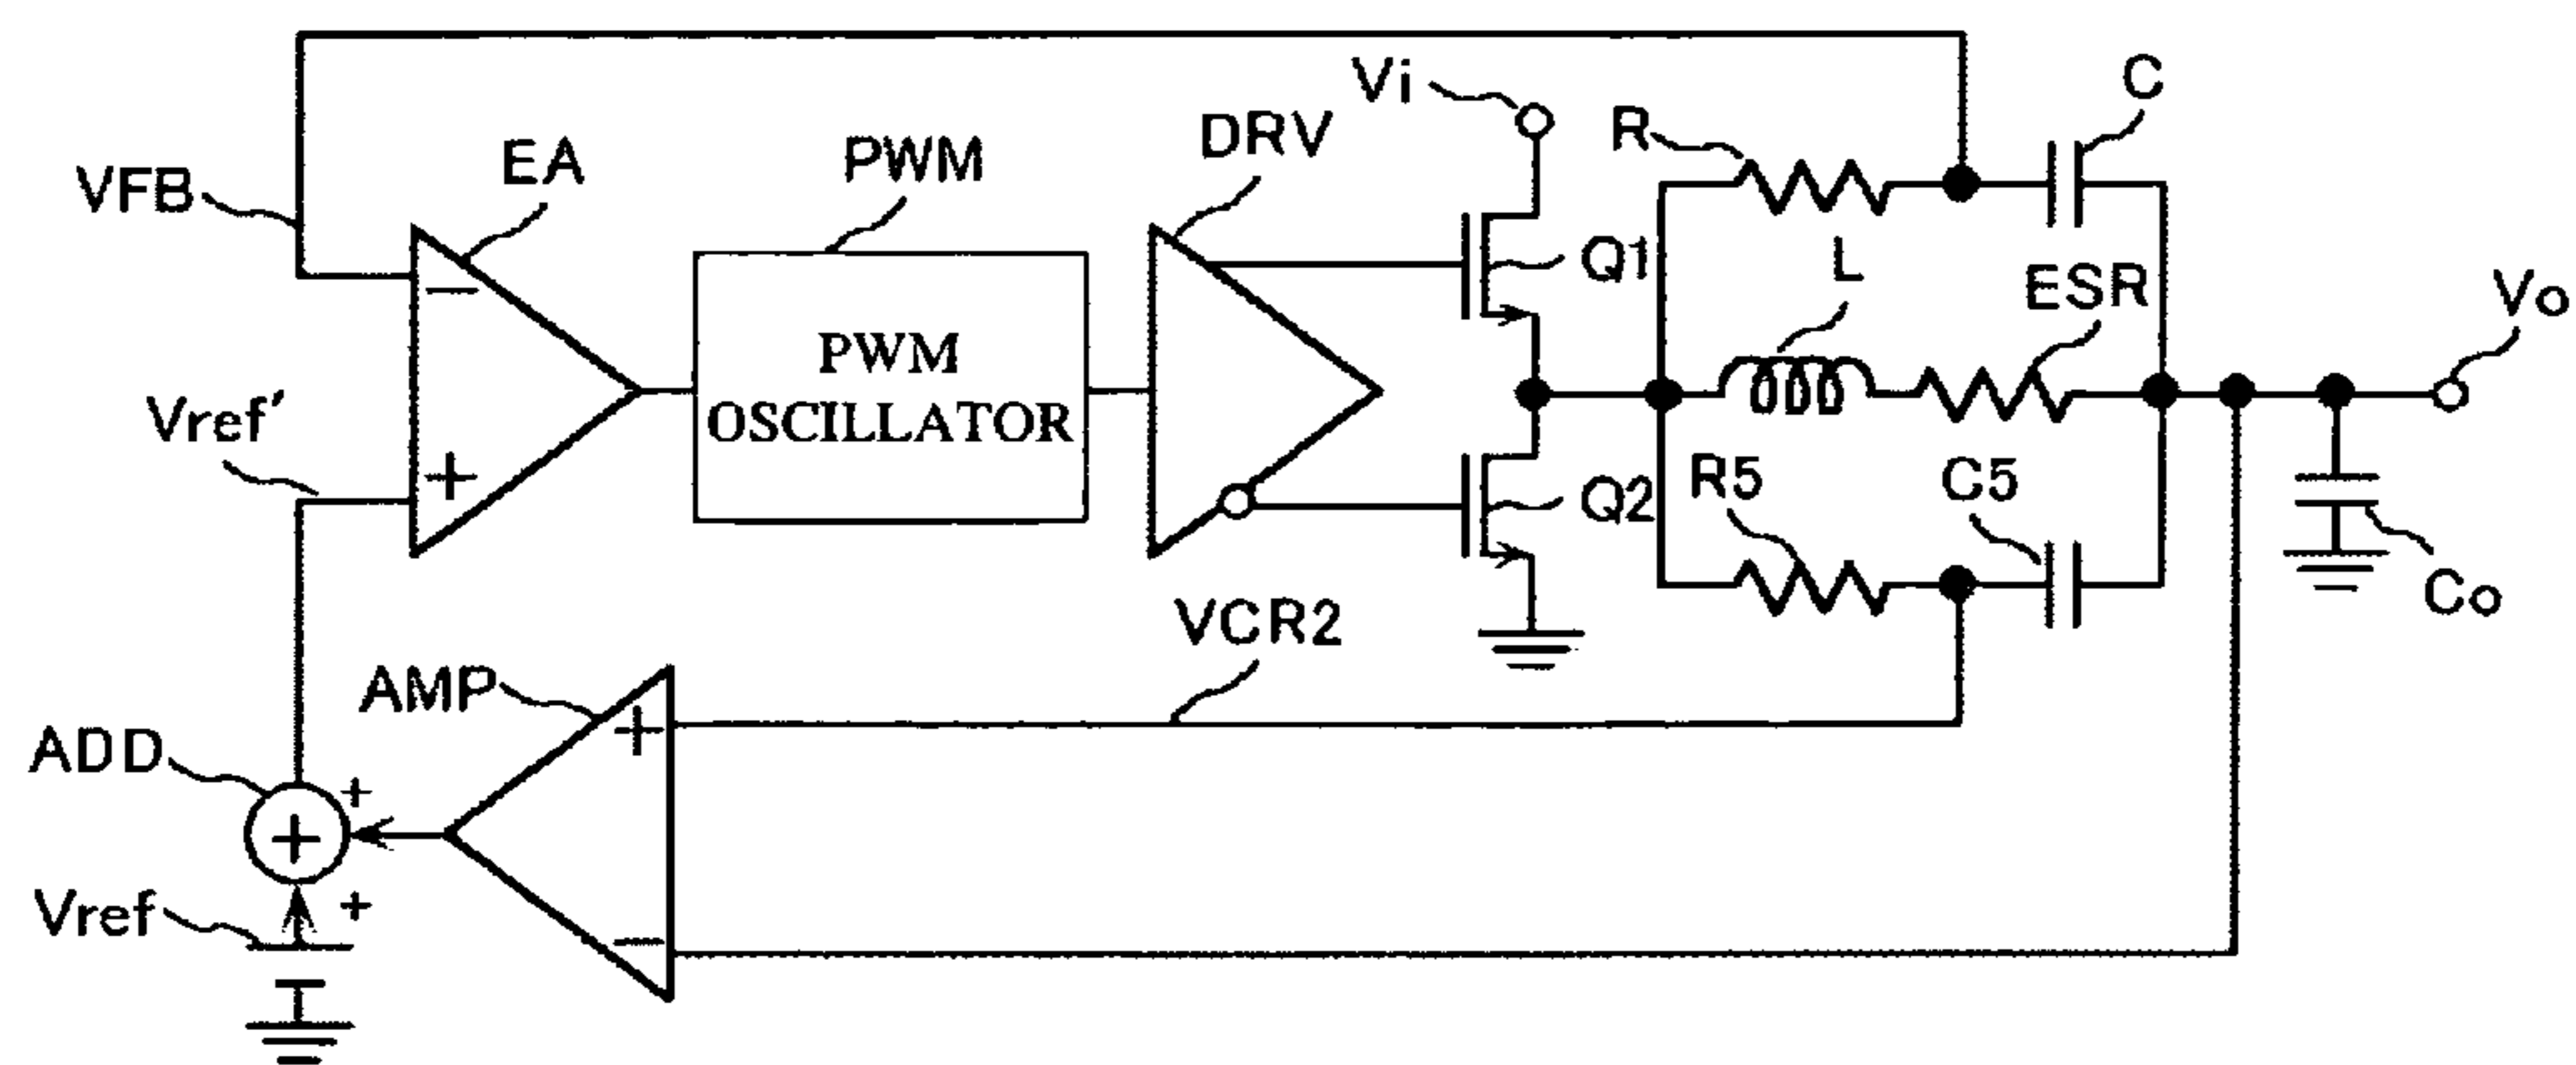 VFB
EA
PWM
DRV
Vi
R
C
Q1
L
ESR
Vo
Vref'
−
+
PWM
OSCILLATOR
Q2
R5
C5
Co
VCR2
AMP
+
−
ADD
+
+
+
Vref